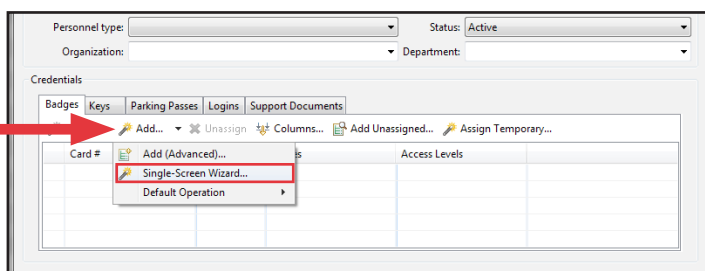 Personnel type: Status: Active
Organization: Department:
Credentials
Badges Keys Parking Passes Logins Support Documents
Add... Unassign Columns... Add Unassigned... Assign Temporary...
Card # Access Levels
Add (Advanced)...
Single-Screen Wizard...
Default Operation